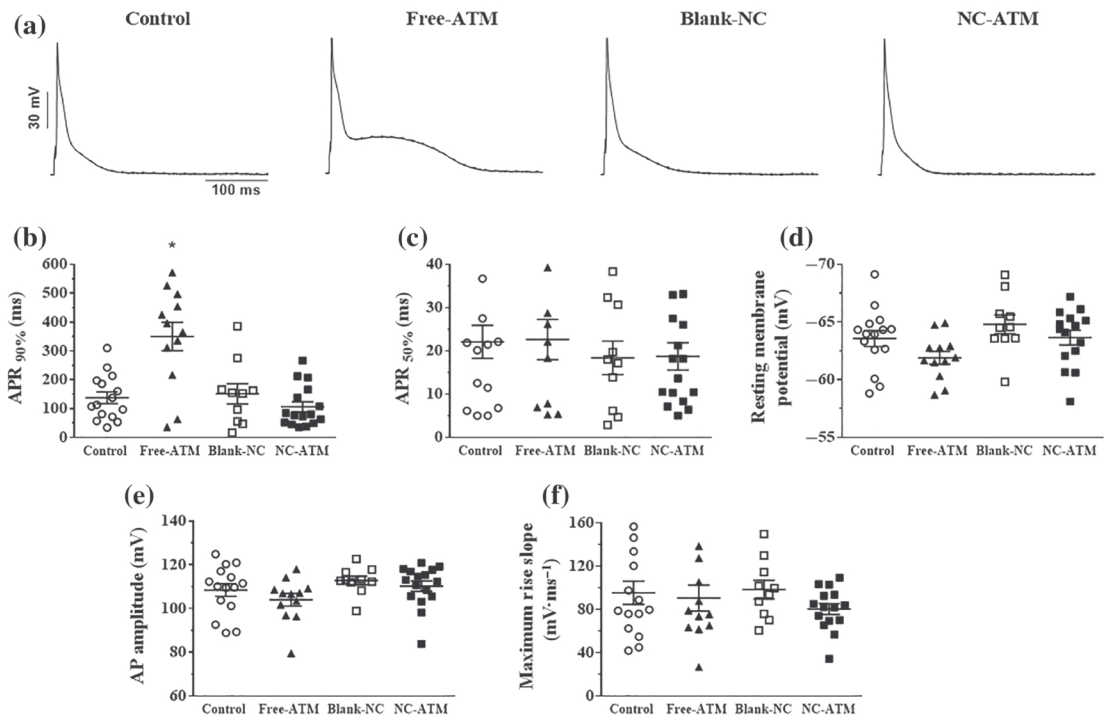 (a)
Control Free-ATM Blank-NC NC-ATM
30 mV
100 ms
(b)
*
APR 90% (ms)
600
500
400
300
200
100
0
Control Free-ATM Blank-NC NC-ATM
(c)
APR 50% (ms)
40
30
20
10
0
Control Free-ATM Blank-NC NC-ATM
(d)
Resting membrane
potential (mV)
−70
−65
−60
−55
Control Free-ATM Blank-NC NC-ATM
(e)
AP amplitude (mV)
140
120
100
80
60
Control Free-ATM Blank-NC NC-ATM
(f)
Maximum rise slope
(mV·ms−1)
160
120
80
40
0
Control Free-ATM Blank-NC NC-ATM